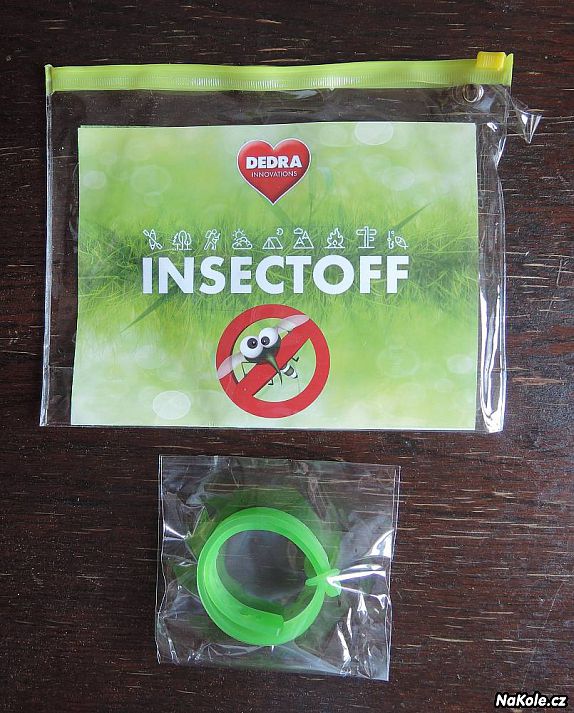 DEDRA
INNOVATIONS
INSECTOFF
NaKole.cz